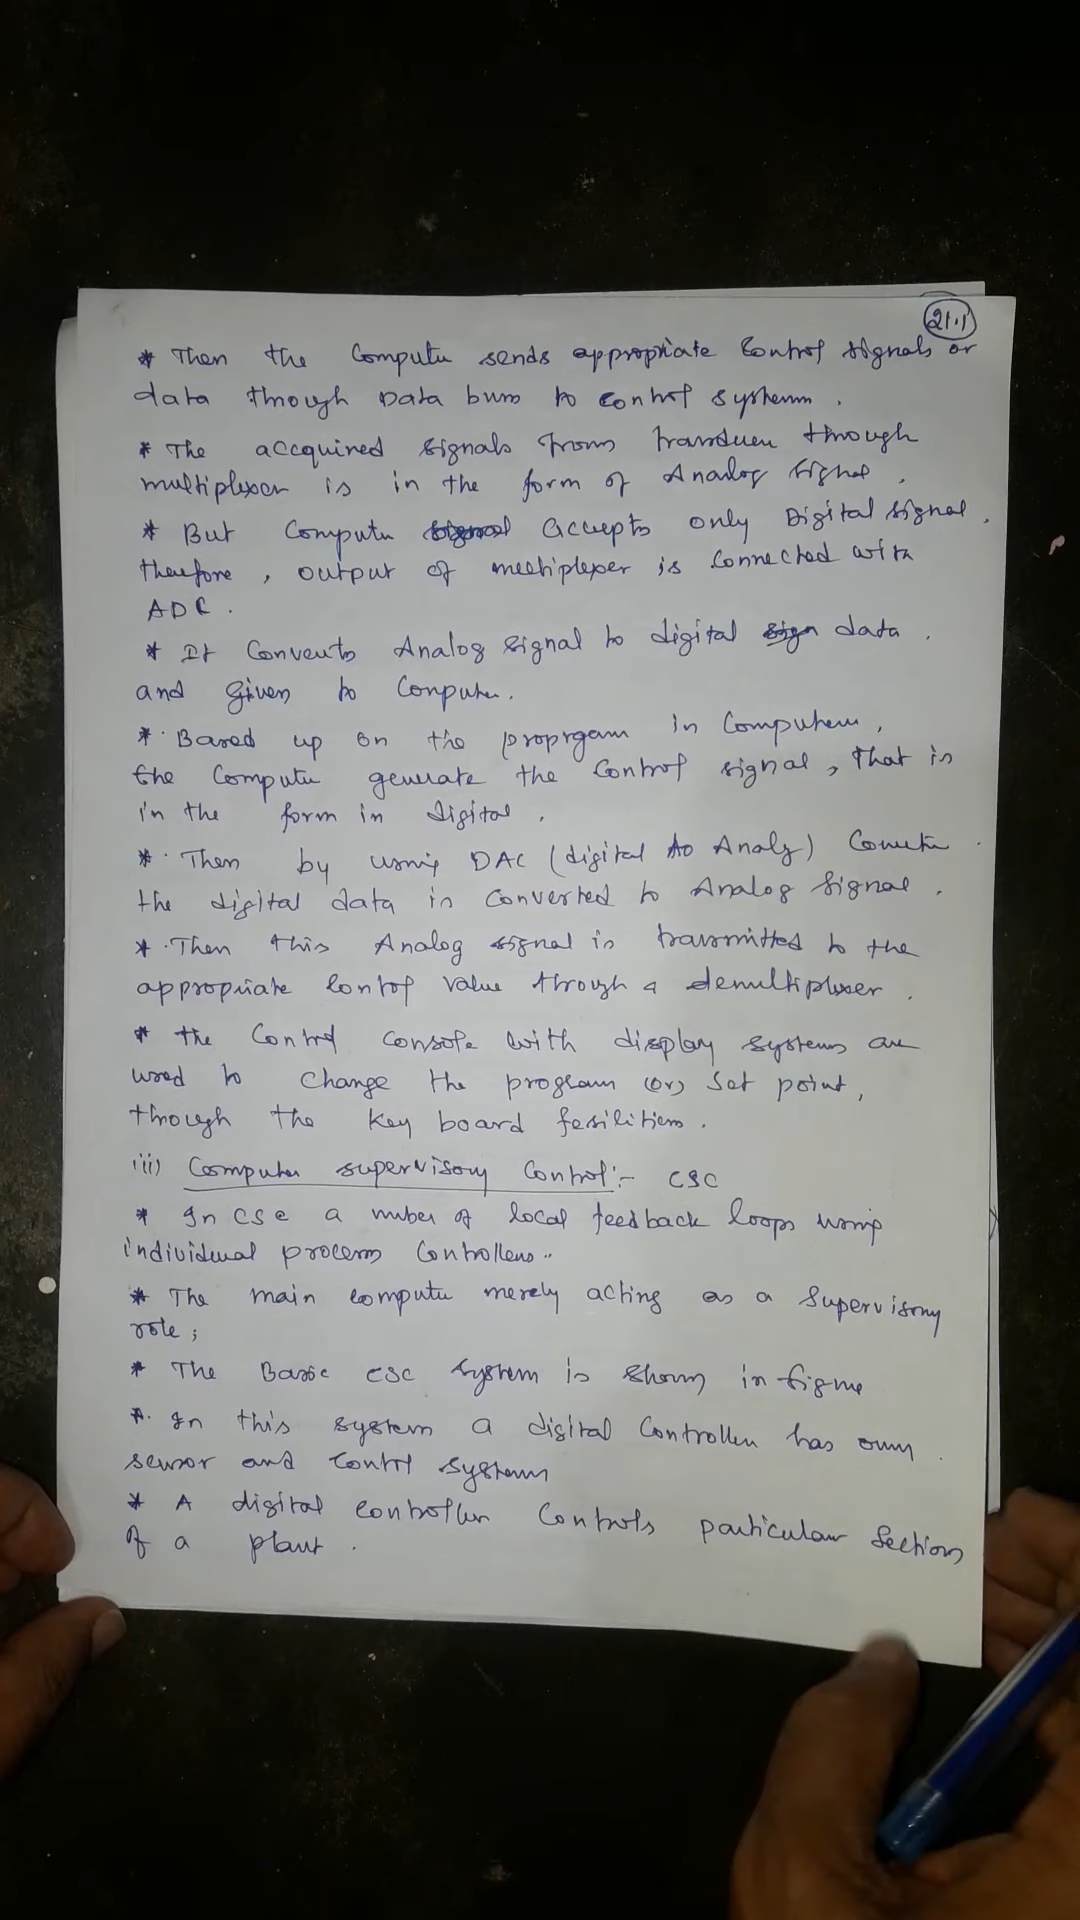 21.1
* Then the Computer sends appropriate Control signals or
data through Data bus to control system .
* The accquired signals from transducer through
multiplexer is in the form of Analog signal .
* But Computer accepts only Digital signal .
therefore , output of multiplexer is Connected with
ADC .
* It Converts Analog signal to digital data .
and given to Computer.
* Based up on the proprgam in Computer ,
the Computer generate the control signal , that is
in the form in digital .
* Then by using DAC (digital to Analog) Converter
the digital data is converted to Analog signal .
* Then this Analog signal is transmitted to the
appropriate control value through a demultiplexer .
* the Control console with display systems are
used to change the program (or) set point ,
through the key board fesilities .
iii) Computer supervisory Control :- CSC
* In CSC a number of local feedback loops using
individual process controllers ..
* The main computer merely acting as a Supervisory
role ;
* The Basic CSC system is shown in figure
* In this system a digital Controller has own
sensor and control system
* A digital controller Controls particular section
of a plant .